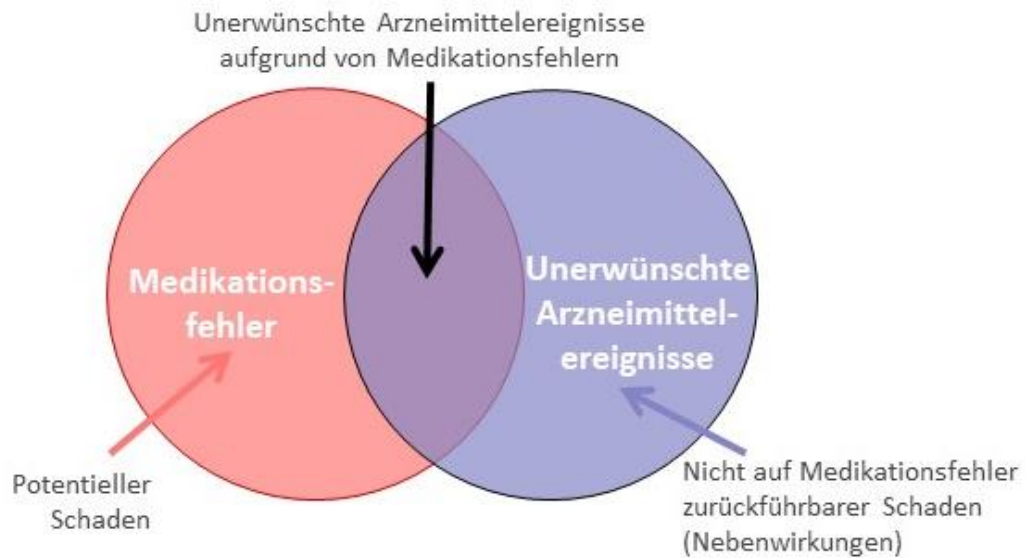 Unerwünschte Arzneimittelereignisse
aufgrund von Medikationsfehlern
Medikations-
fehler
Unerwünschte
Arzneimittel-
ereignisse
Potentieller
Schaden
Nicht auf Medikationsfehler
zurückführbarer Schaden
(Nebenwirkungen)